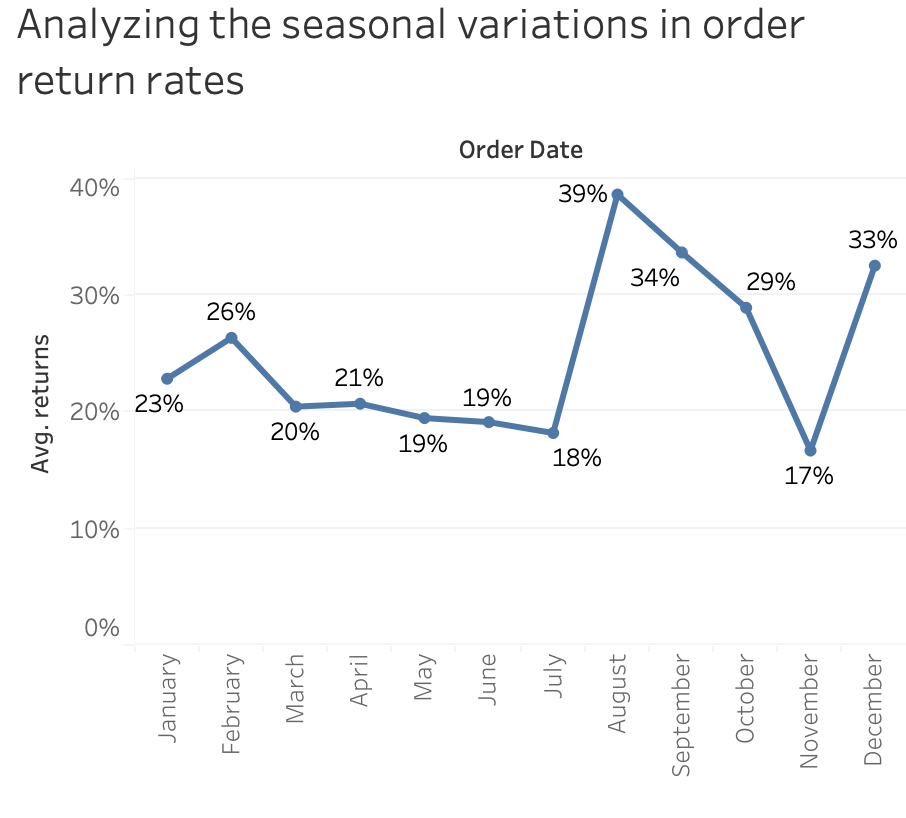 Analyzing the seasonal variations in order
return rates
Order Date
40%
30%
20%
10%
0%
Avg. returns
23%
26%
20%
21%
19%
19%
18%
39%
34%
29%
17%
33%
January
February
March
April
May
June
July
August
September
October
November
December